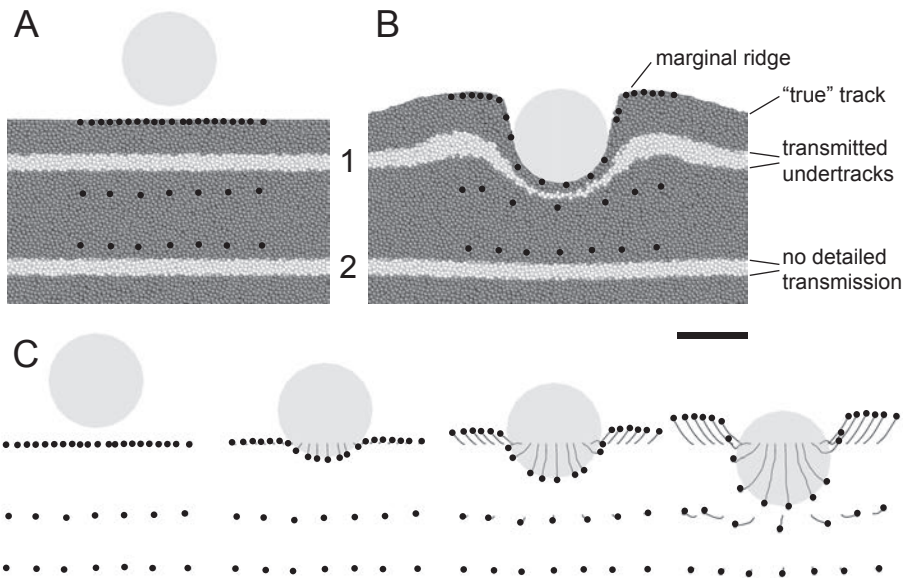 A
B
marginal ridge
"true" track
1
transmitted
undertracks
2
no detailed
transmission
C